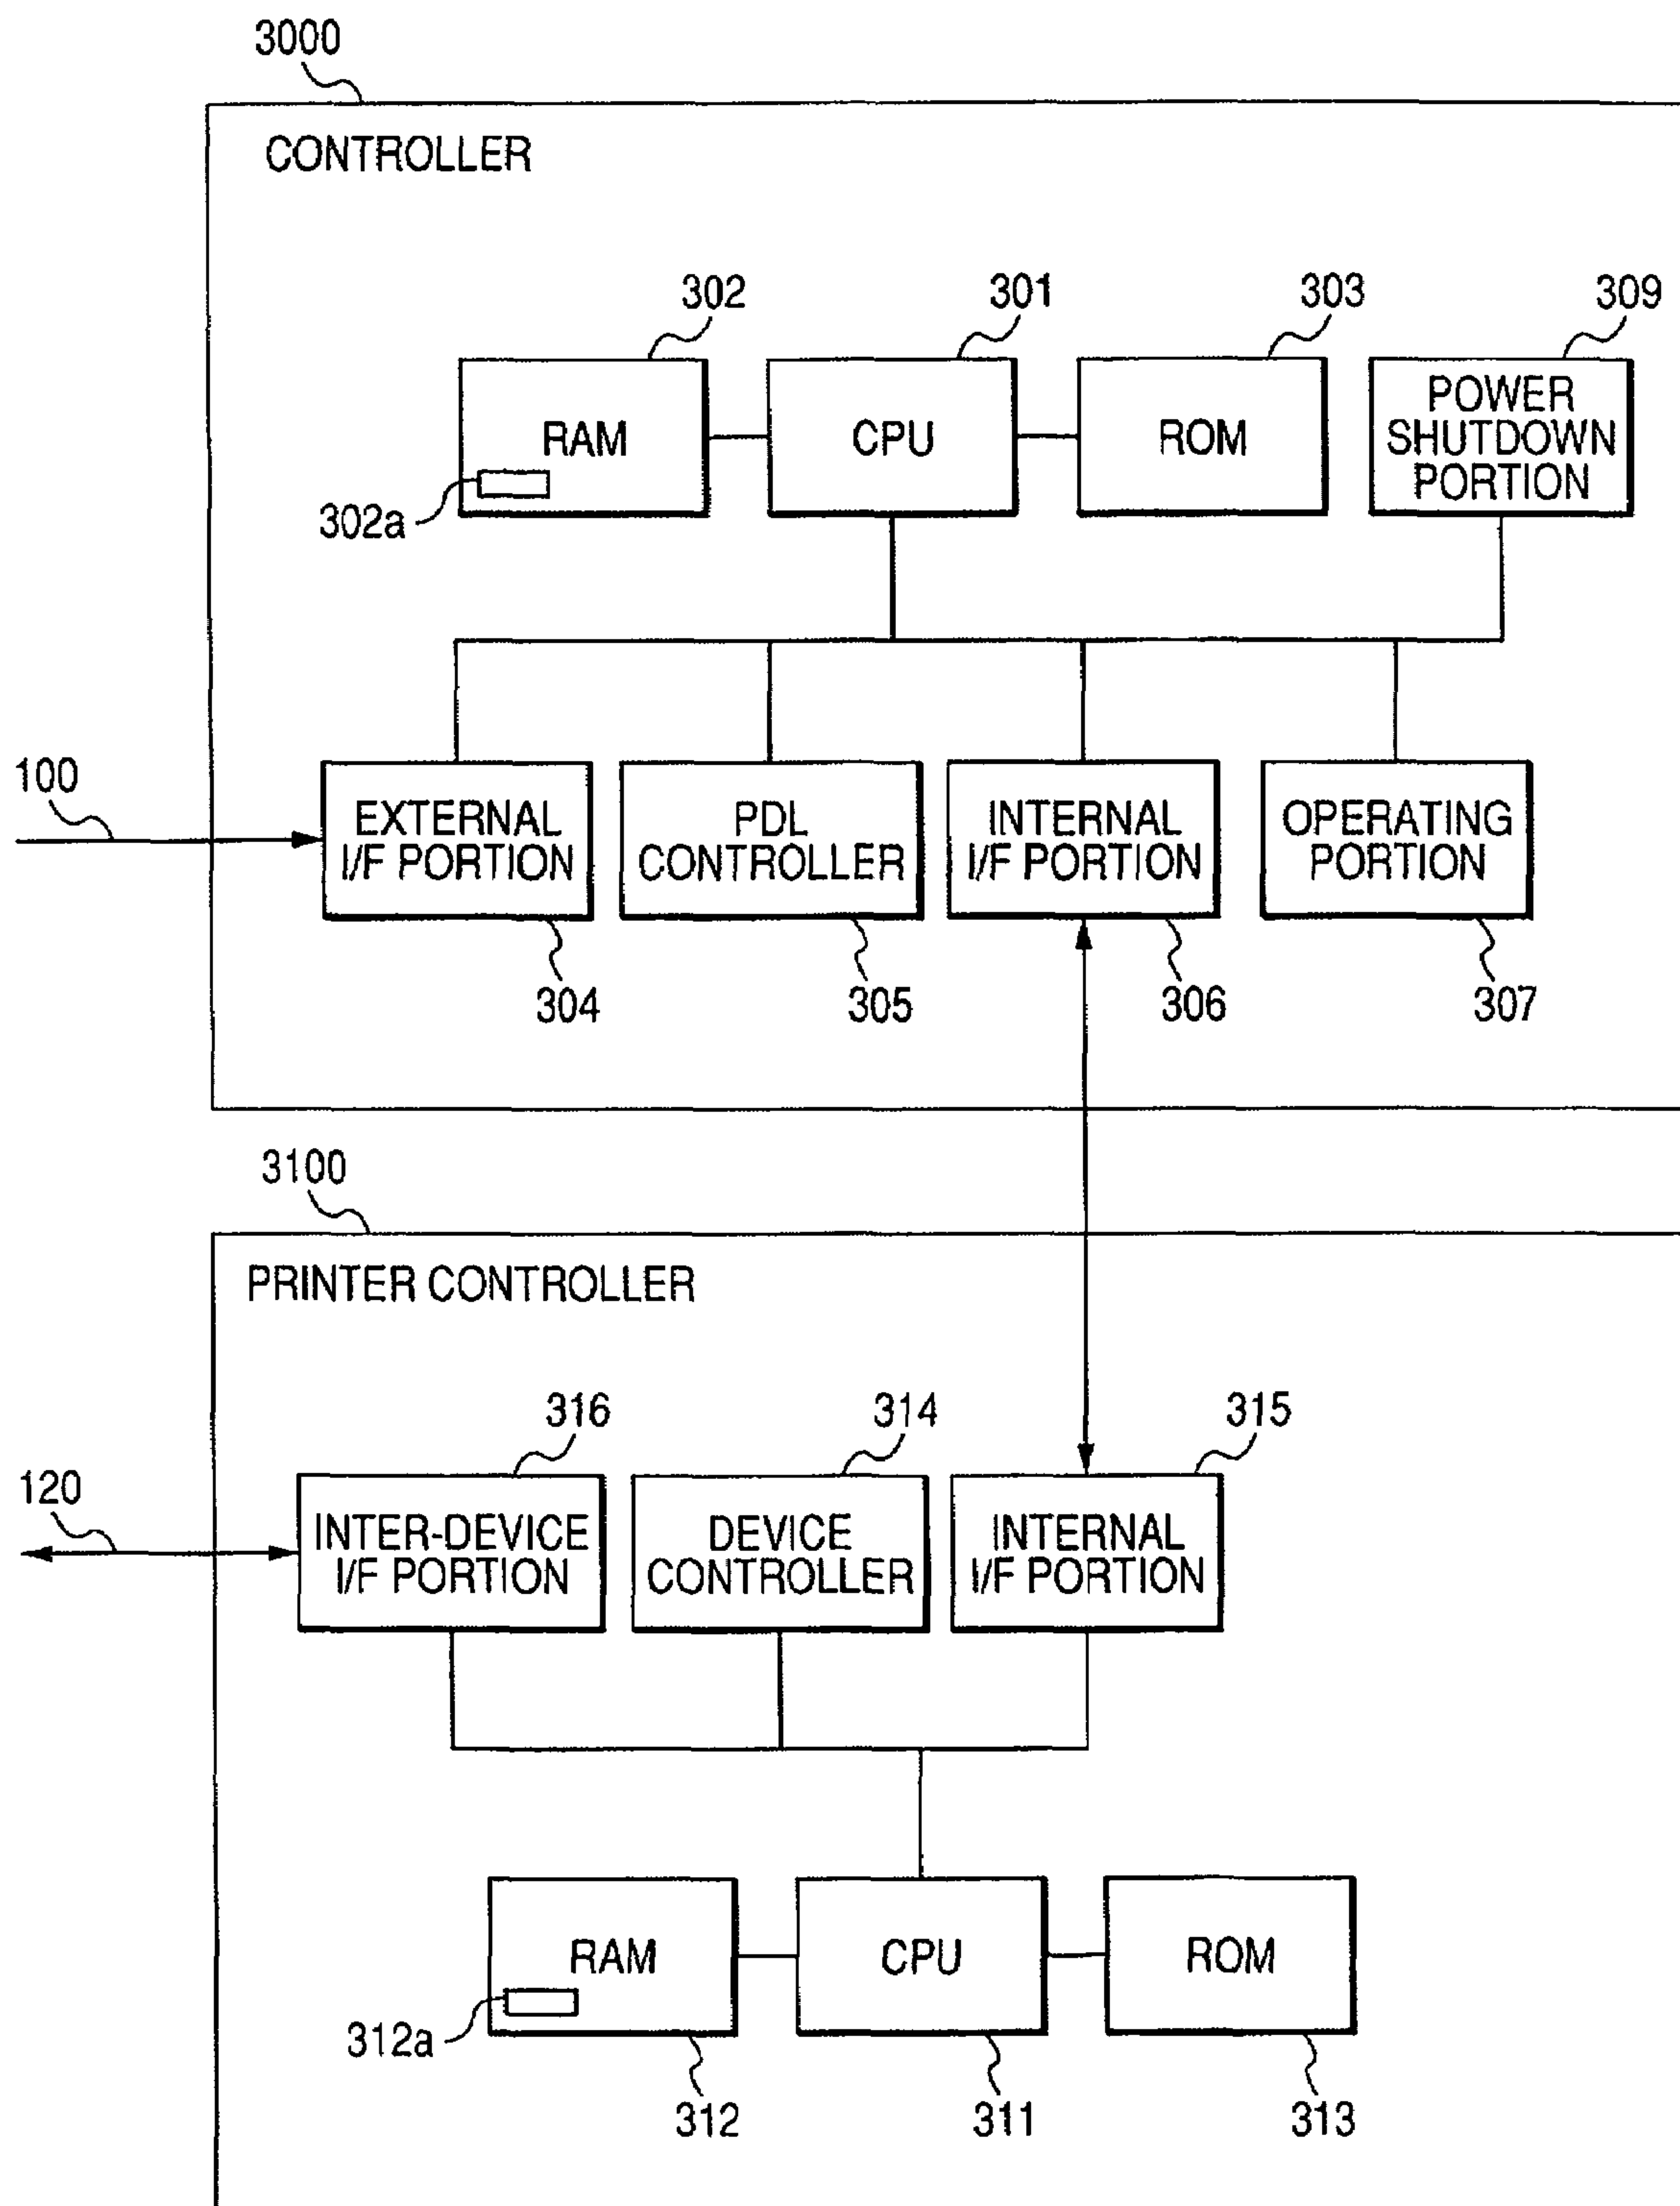 3000
CONTROLLER
302
301
303
309
RAM
CPU
ROM
POWER
SHUTDOWN
PORTION
302a
100
EXTERNAL
I/F PORTION
PDL
CONTROLLER
INTERNAL
I/F PORTION
OPERATING
PORTION
304
305
306
307
3100
PRINTER CONTROLLER
316
314
315
120
INTER-DEVICE
I/F PORTION
DEVICE
CONTROLLER
INTERNAL
I/F PORTION
RAM
CPU
ROM
312a
312
311
313